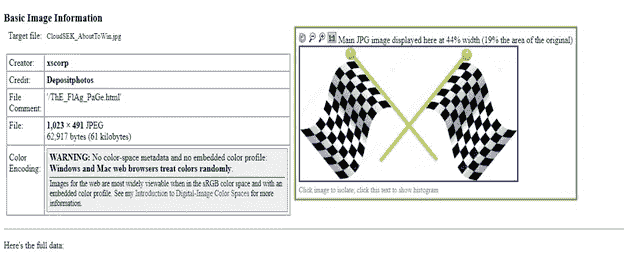 Basic Image Information
Target file: CloudSEK_AboutToWin.jpg
Creator: xscorp
Credit: Depositphotos
File
Comment: '/ThE_FlAg_PaGe.html'
File: 1,023 × 491 JPEG
62,917 bytes (61 kilobytes)
Color
Encoding:
WARNING: No color-space metadata and no embedded color profile:
Windows and Mac web browsers treat colors randomly.
Images for the web are most widely viewable when in the sRGB color space and with an
embedded color profile. See my Introduction to Digital-Image Color Spaces for more
information.
Main JPG image displayed here at 44% width (19% the area of the original)
Click image to isolate; click this text to show histogram
Here's the full data: